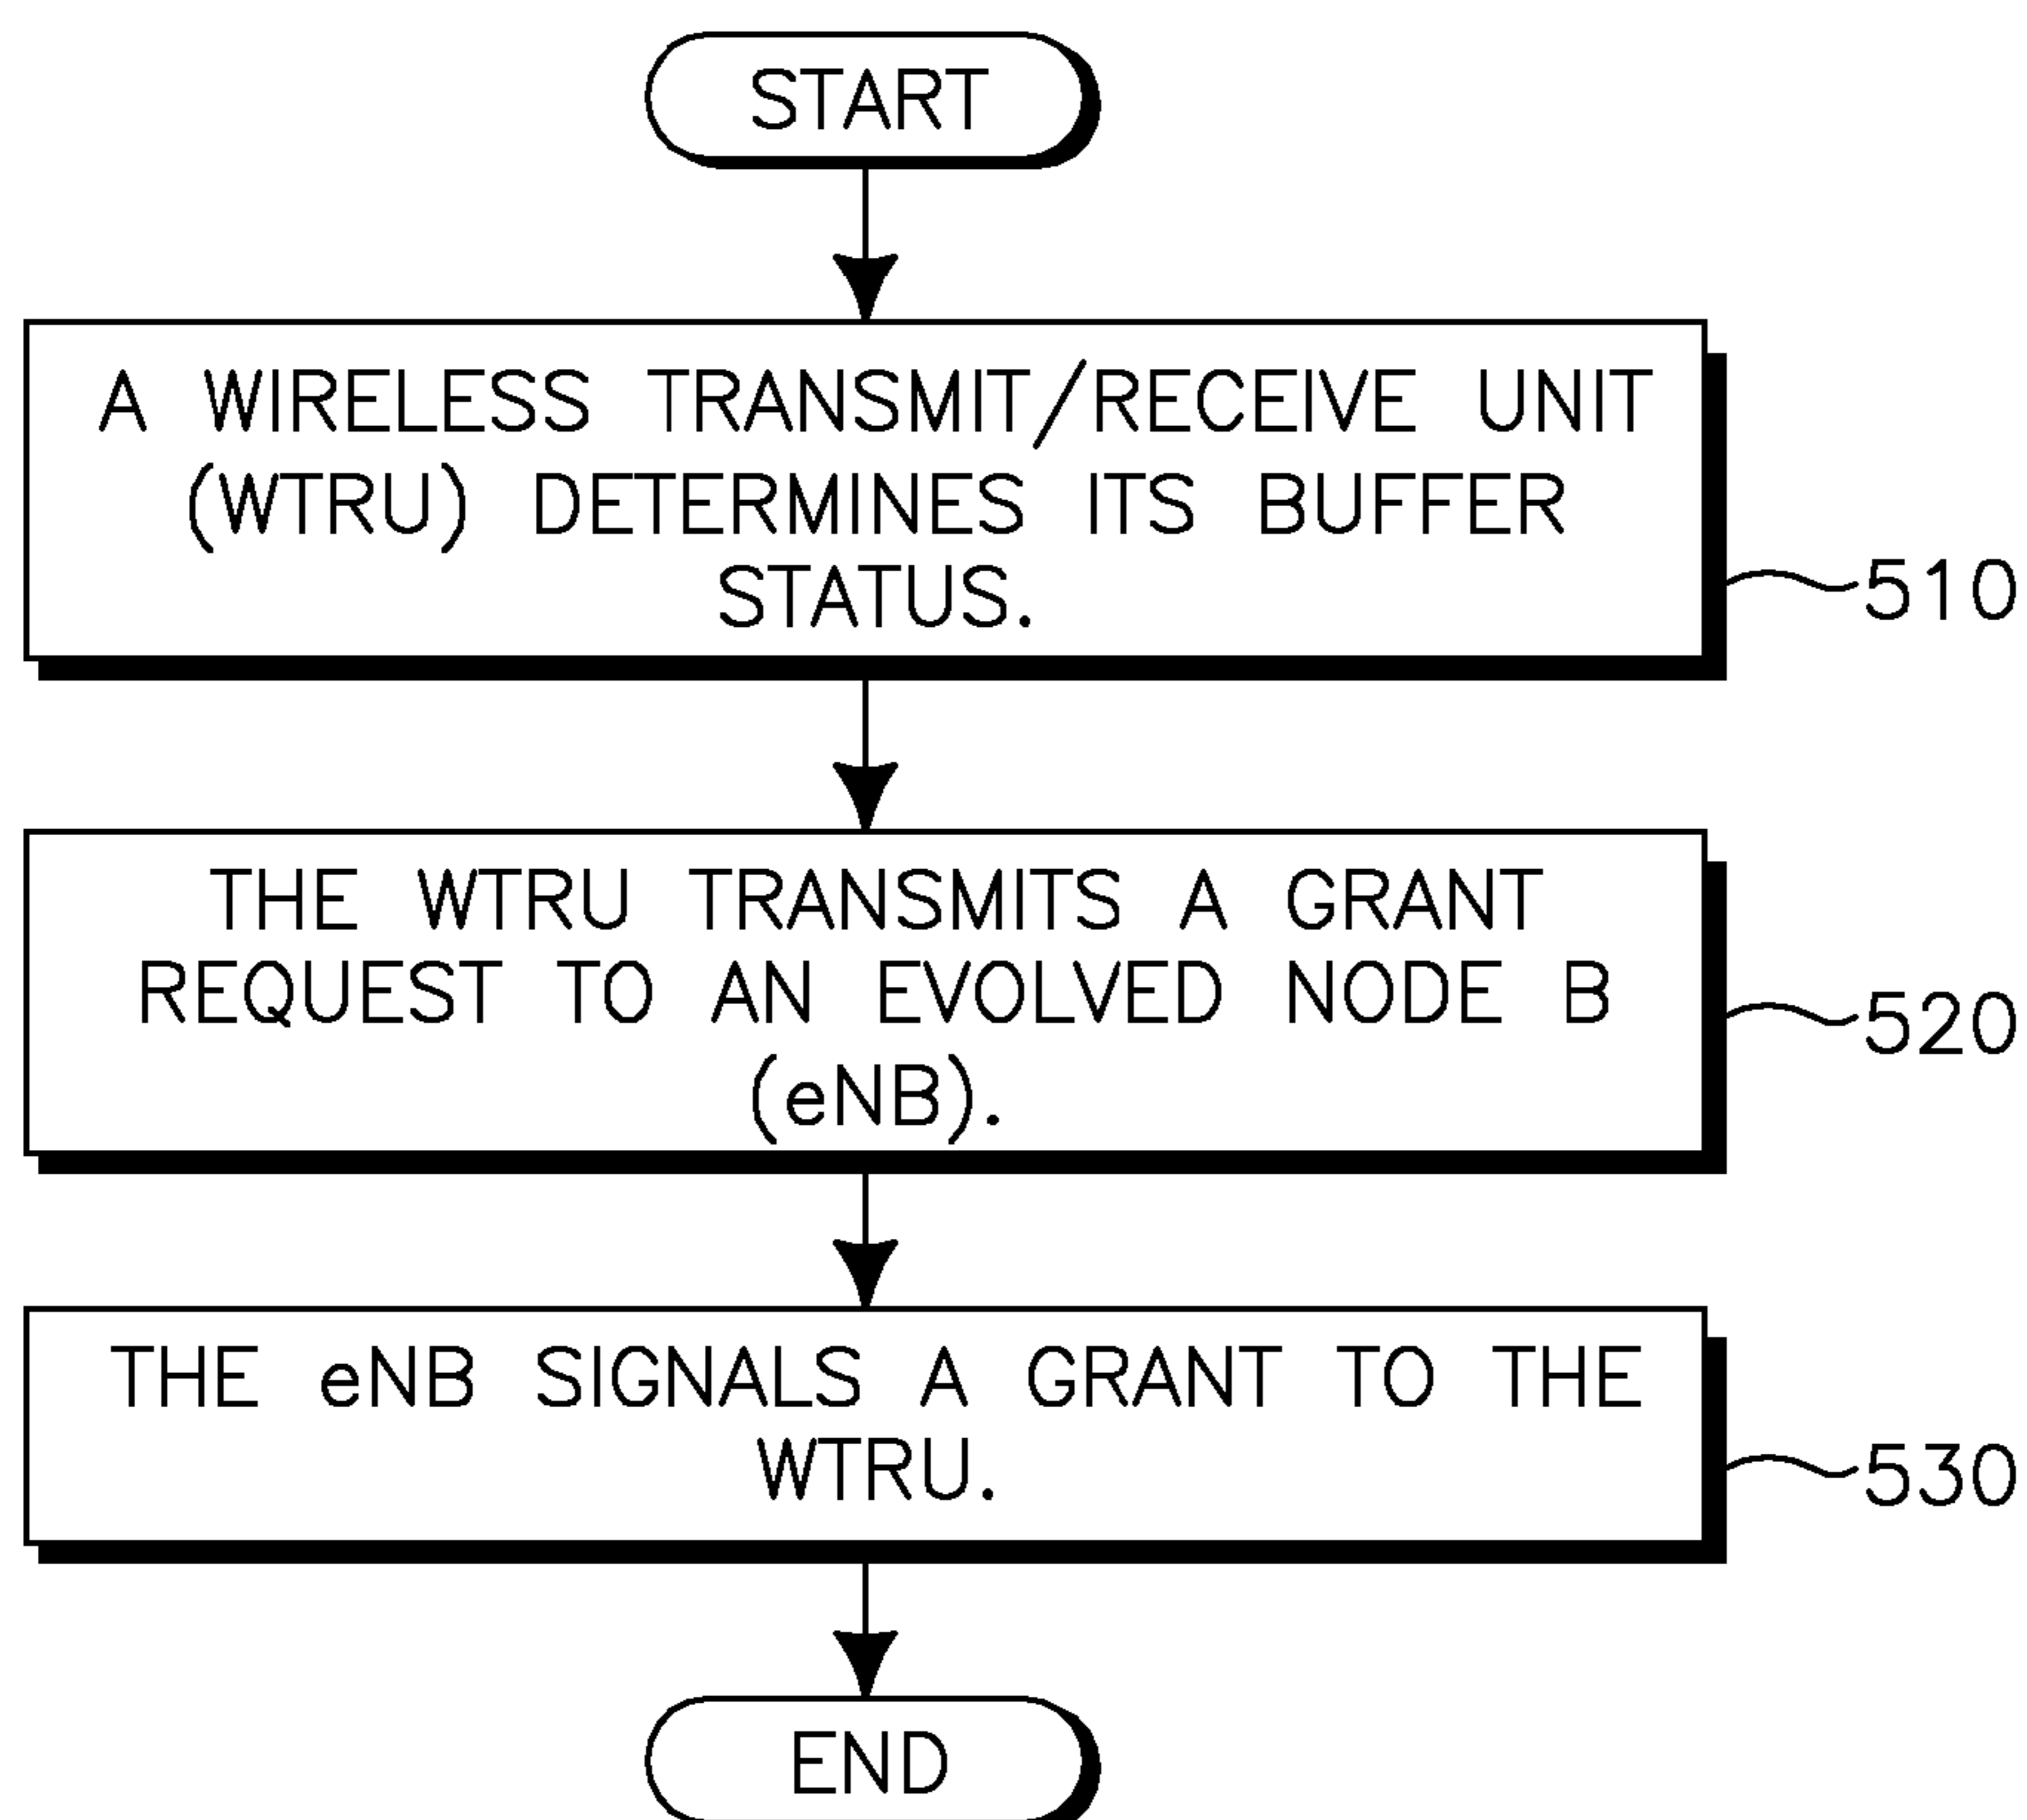 START
A WIRELESS TRANSMIT/RECEIVE UNIT
(WTRU) DETERMINES ITS BUFFER
STATUS.
510
THE WTRU TRANSMITS A GRANT
REQUEST TO AN EVOLVED NODE B
(eNB).
520
THE eNB SIGNALS A GRANT TO THE
WTRU.
530
END